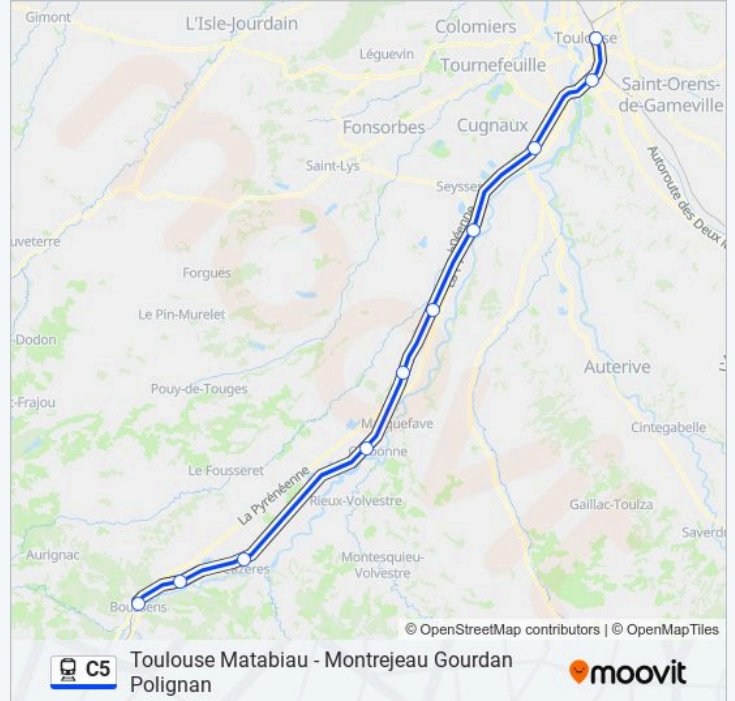 Gimont
L'Isle-Jourdain
Colomiers
Toulouse
Léguevin
Tournefeuille
Saint-Orens-
de-Gameville
Fonsorbes
Cugnaux
Saint-Lys
Seysses
Autoroute des Deux
La Pyrénéenne
Forgues
Le Pin-Murelet
Auterive
Pouy-de-Touges
Cintegabelle
Le Fousseret
La Pyrénéenne
Rieux-Volvestre
Gaillac-Toulza
Aurignac
Montesquieu-
Volvestre
© OpenStreetMap contributors | © OpenMapTiles
C5
Toulouse Matabiau - Montrejeau Gourdan
Polignan
moovit